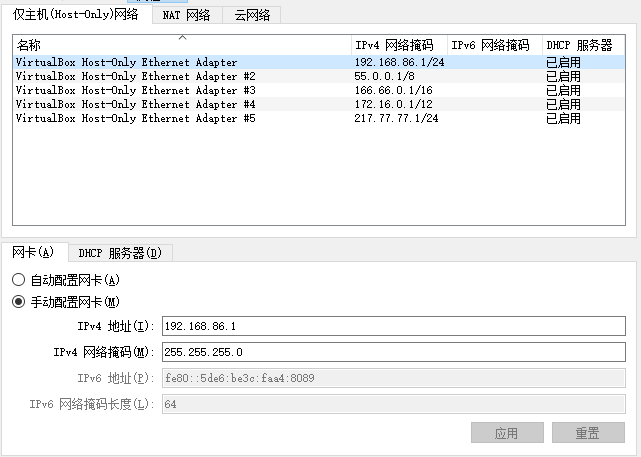 仅主机(Host-Only)网络 NAT 网络 云网络
名称 IPv4 网络掩码 IPv6 网络掩码 DHCP 服务器
VirtualBox Host-Only Ethernet Adapter 192.168.86.1/24 已启用
VirtualBox Host-Only Ethernet Adapter #2 55.0.0.1/8 已启用
VirtualBox Host-Only Ethernet Adapter #3 166.66.0.1/16 已启用
VirtualBox Host-Only Ethernet Adapter #4 172.16.0.1/12 已启用
VirtualBox Host-Only Ethernet Adapter #5 217.77.77.1/24 已启用
网卡(A) DHCP 服务器(D)
自动配置网卡(A)
手动配置网卡(M)
IPv4 地址(I): 192.168.86.1
IPv4 网络掩码(M): 255.255.255.0
IPv6 地址(P): fe80::5de6:be3c:faa4:8089
IPv6 网络掩码长度(L): 64
应用 重置